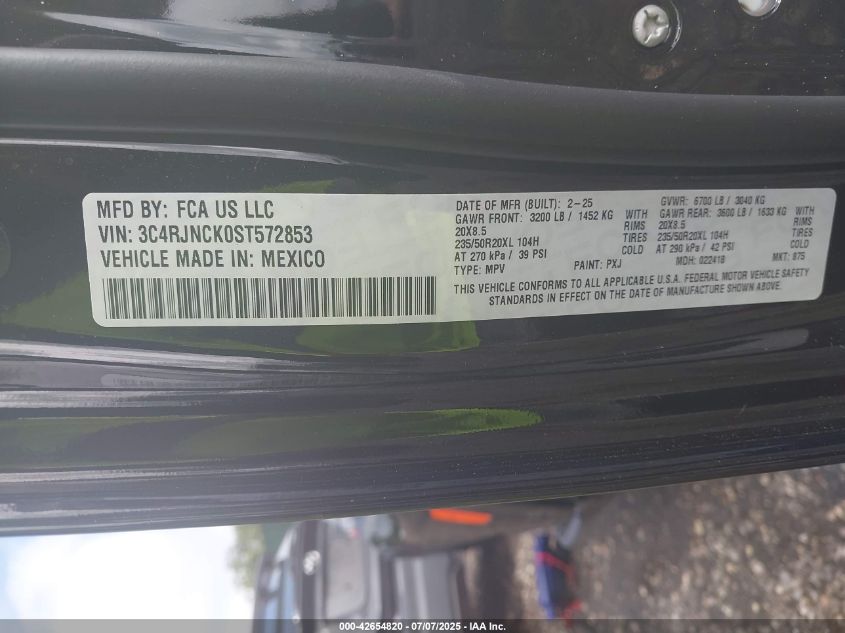 MFD BY: FCA US LLC
VIN: 3C4RJNCK0ST572853
VEHICLE MADE IN: MEXICO
DATE OF MFR (BUILT): 2-25
GAWR FRONT: 3200 LB / 1452 KG WITH
20X8.5 RIMS
235/50R20XL 104H TIRES
AT 270 kPa / 39 PSI COLD
TYPE: MPV PAINT: PXJ
GVWR: 6700 LB / 3040 KG
GAWR REAR: 3600 LB / 1633 KG WITH
20X8.5 RIMS
235/50R20XL 104H TIRES
AT 290 kPa / 42 PSI COLD
MDH: 022418 MKT: 875
THIS VEHICLE CONFORMS TO ALL APPLICABLE U.S.A. FEDERAL MOTOR VEHICLE SAFETY
STANDARDS IN EFFECT ON THE DATE OF MANUFACTURE SHOWN ABOVE.
000-42654820 - 07/07/2025 - IAA Inc.